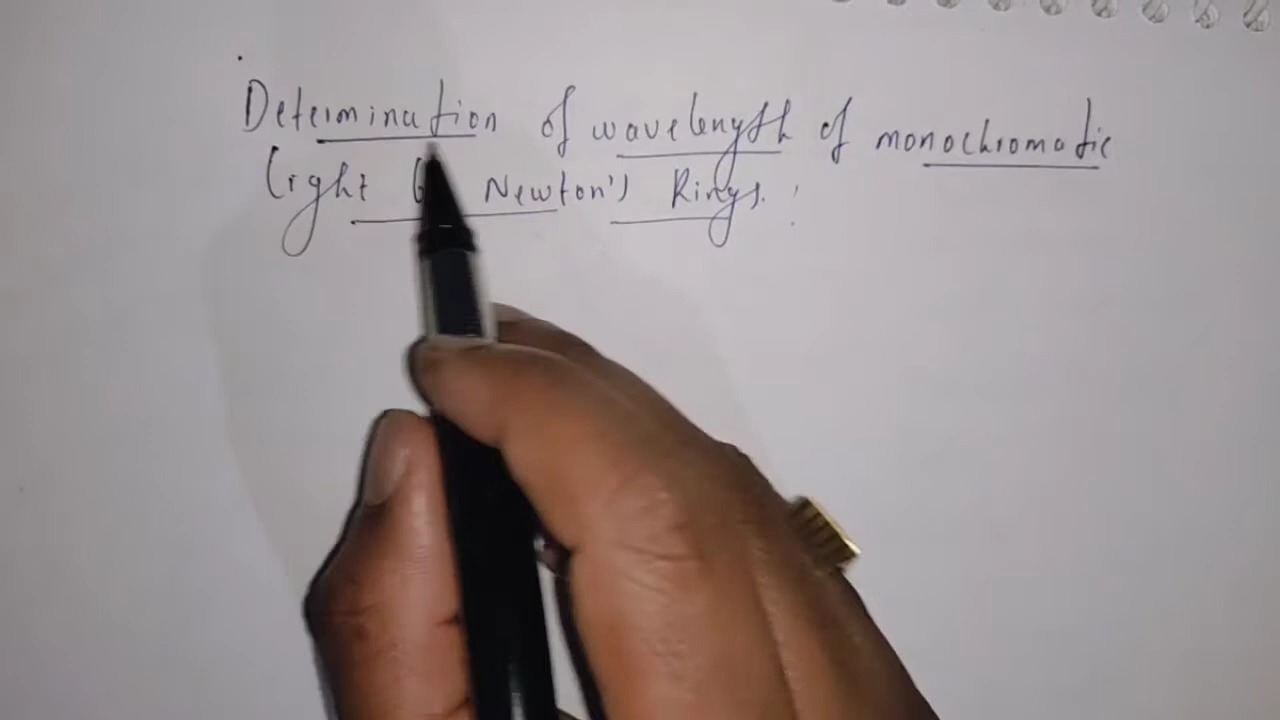 Determination of wavelength of monochromatic
light Newton's Rings.